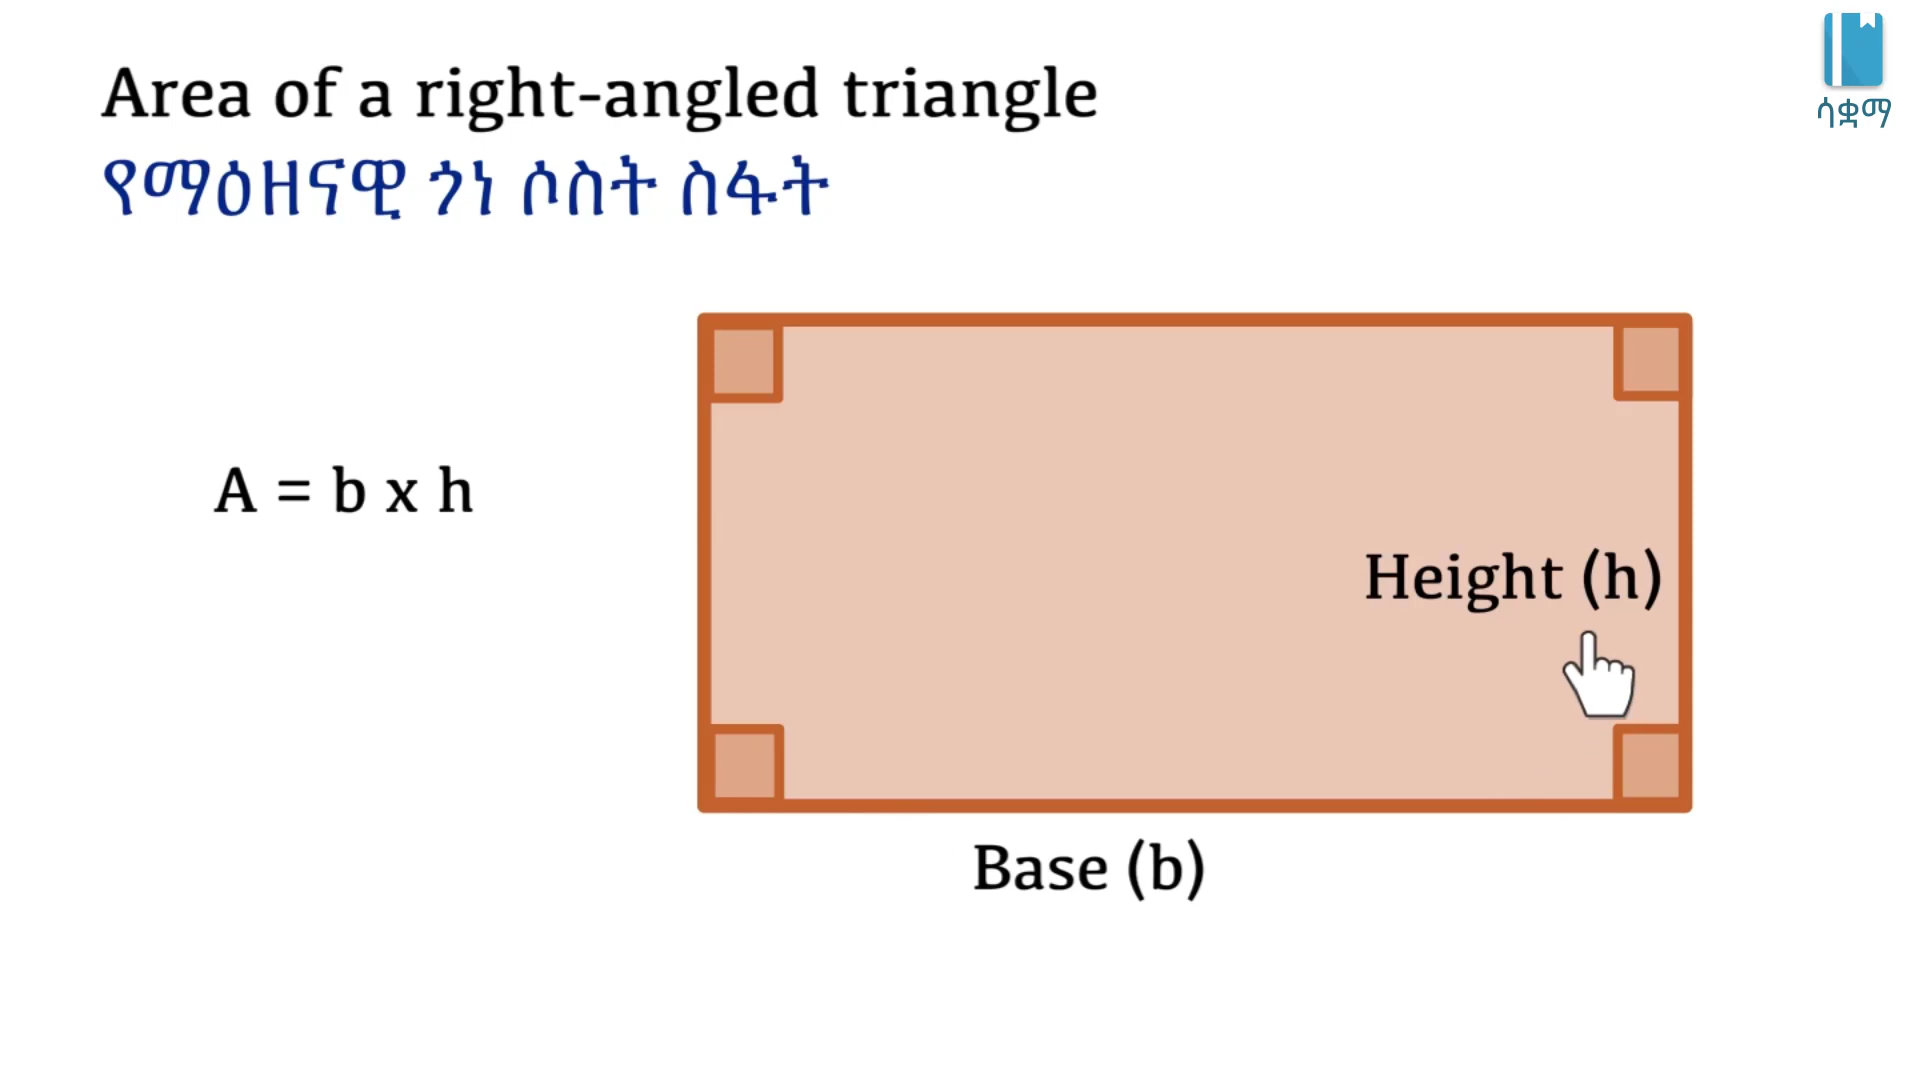 Area of a right-angled triangle
የማዕዘናዊ ጎነ ሶስት ስፋት
ሳቋማ
A = b x h
Height (h)
Base (b)